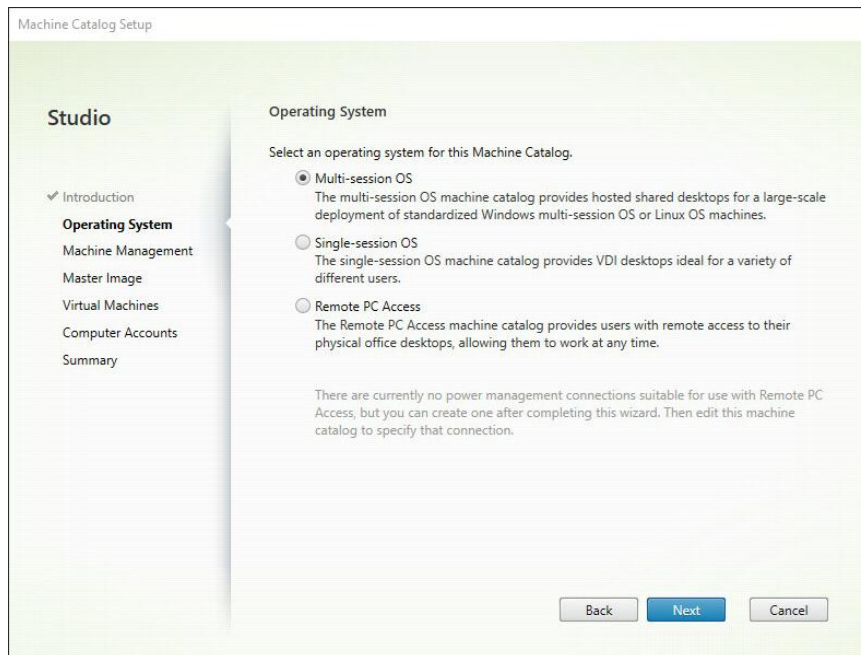 Machine Catalog Setup
Studio
Introduction
Operating System
Machine Management
Master Image
Virtual Machines
Computer Accounts
Summary
Operating System
Select an operating system for this Machine Catalog.
Multi-session OS
The multi-session OS machine catalog provides hosted shared desktops for a large-scale
deployment of standardized Windows multi-session OS or Linux OS machines.
Single-session OS
The single-session OS machine catalog provides VDI desktops ideal for a variety of
different users.
Remote PC Access
The Remote PC Access machine catalog provides users with remote access to their
physical office desktops, allowing them to work at any time.
There are currently no power management connections suitable for use with Remote PC
Access, but you can create one after completing this wizard. Then edit this machine
catalog to specify that connection.
Back Next Cancel